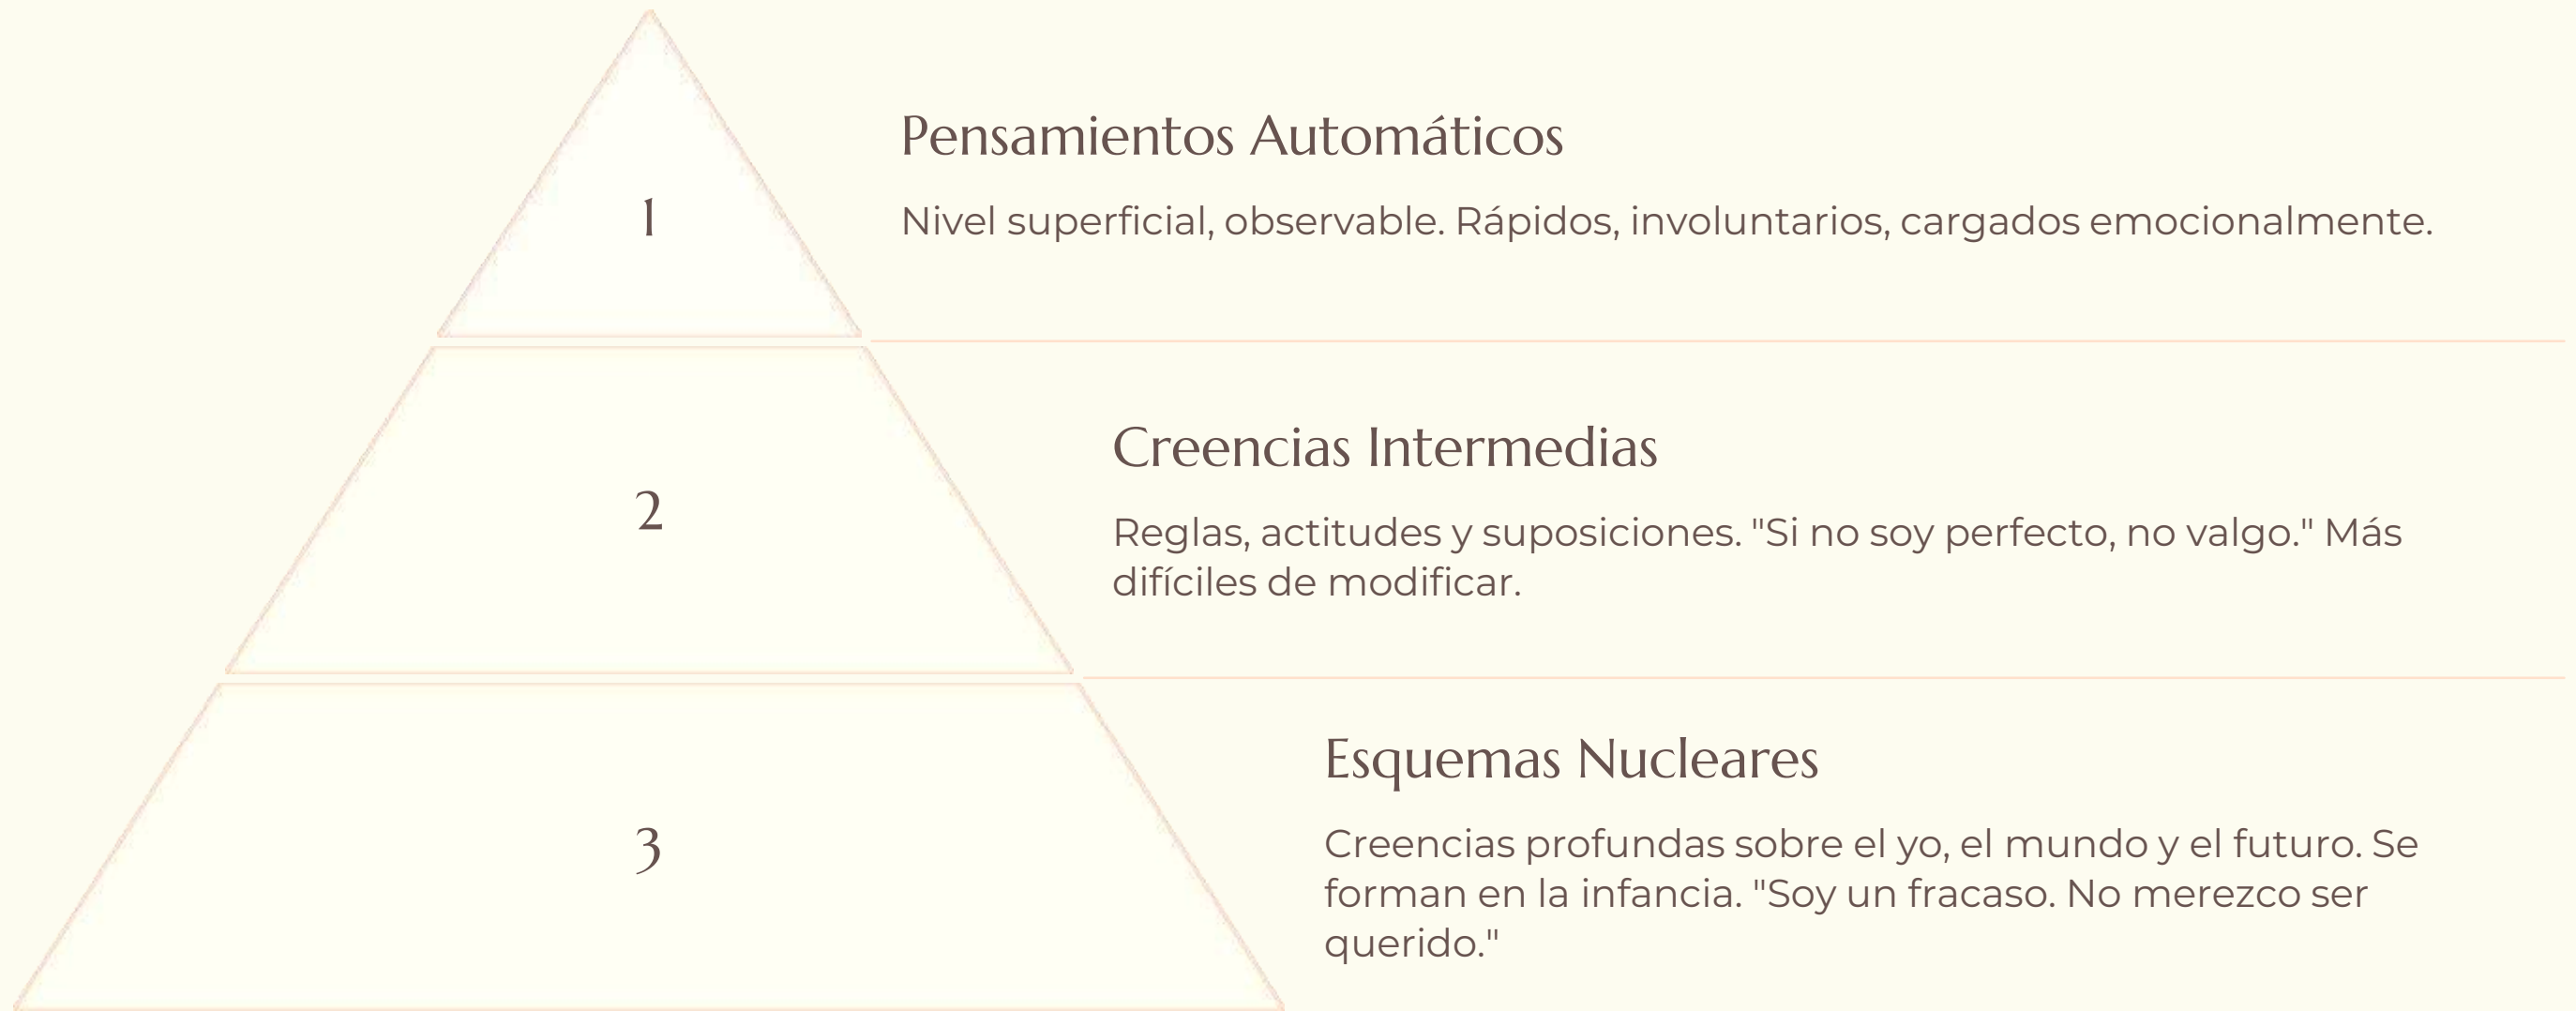 1
Pensamientos Automáticos
Nivel superficial, observable. Rápidos, involuntarios, cargados emocionalmente.
2
Creencias Intermedias
Reglas, actitudes y suposiciones. "Si no soy perfecto, no valgo." Más
difíciles de modificar.
3
Esquemas Nucleares
Creencias profundas sobre el yo, el mundo y el futuro. Se
forman en la infancia. "Soy un fracaso. No merezco ser
querido."